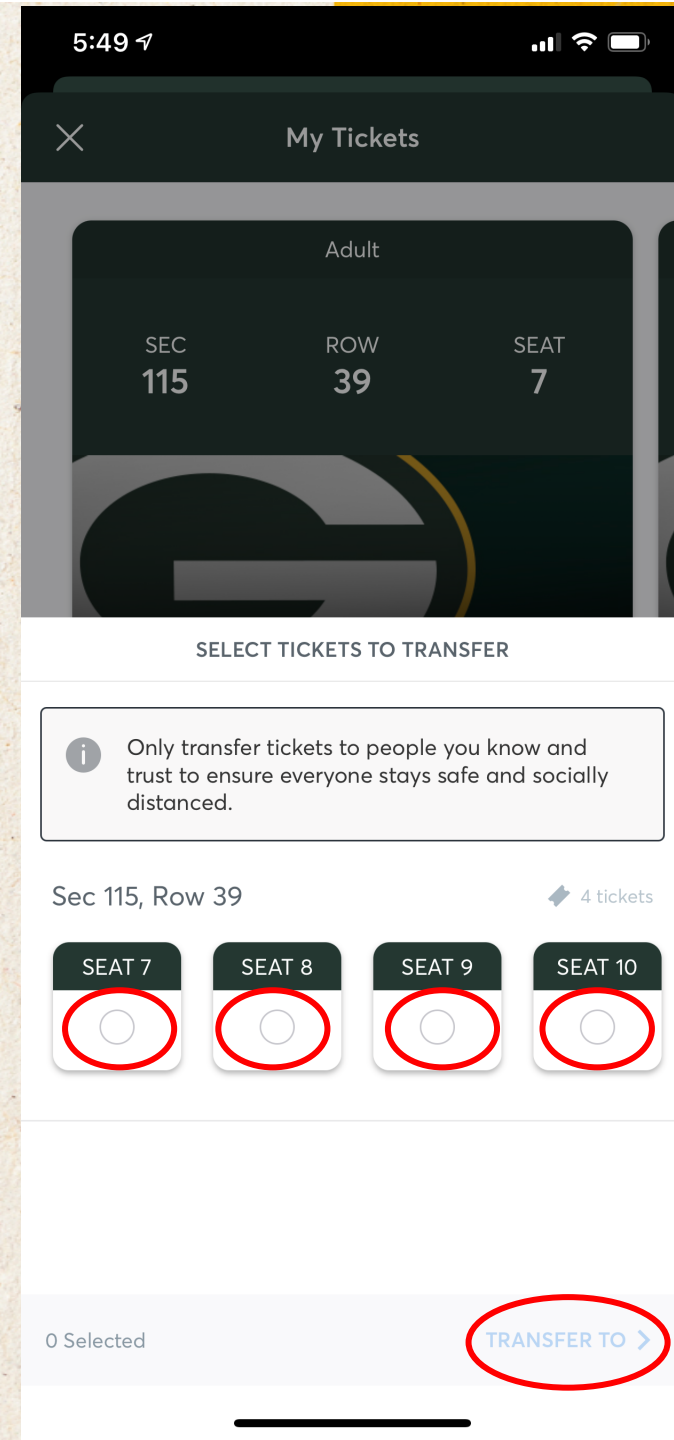 5:49
My Tickets
Adult
SEC ROW SEAT
115 39 7
SELECT TICKETS TO TRANSFER
Only transfer tickets to people you know and
trust to ensure everyone stays safe and socially
distanced.
Sec 115, Row 39 4 tickets
SEAT 7 SEAT 8 SEAT 9 SEAT 10
0 Selected TRANSFER TO